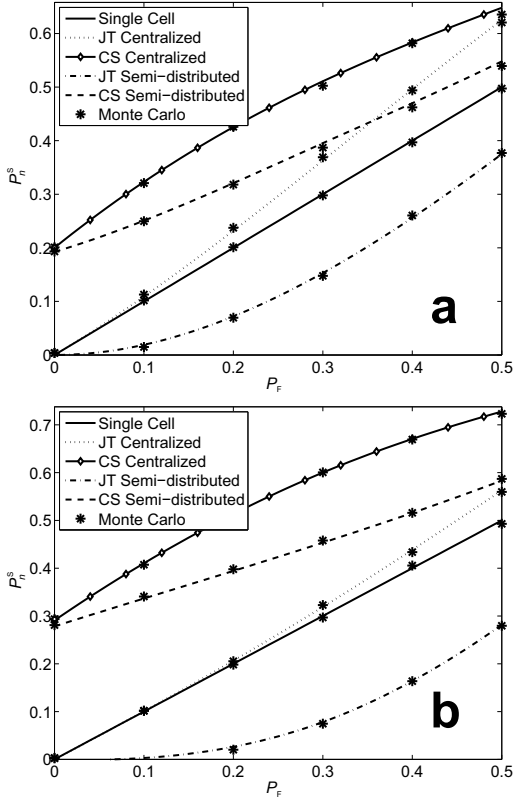 0.6
0.5
0.4
0.3
0.2
0.1
0
Single Cell
JT Centralized
CS Centralized
JT Semi-distributed
CS Semi-distributed
Monte Carlo
P_n^S
a
0 0.1 0.2 0.3 0.4 0.5
P_F
0.7
0.6
0.5
0.4
0.3
0.2
0.1
0
Single Cell
JT Centralized
CS Centralized
JT Semi-distributed
CS Semi-distributed
Monte Carlo
P_n^S
b
0 0.1 0.2 0.3 0.4 0.5
P_F